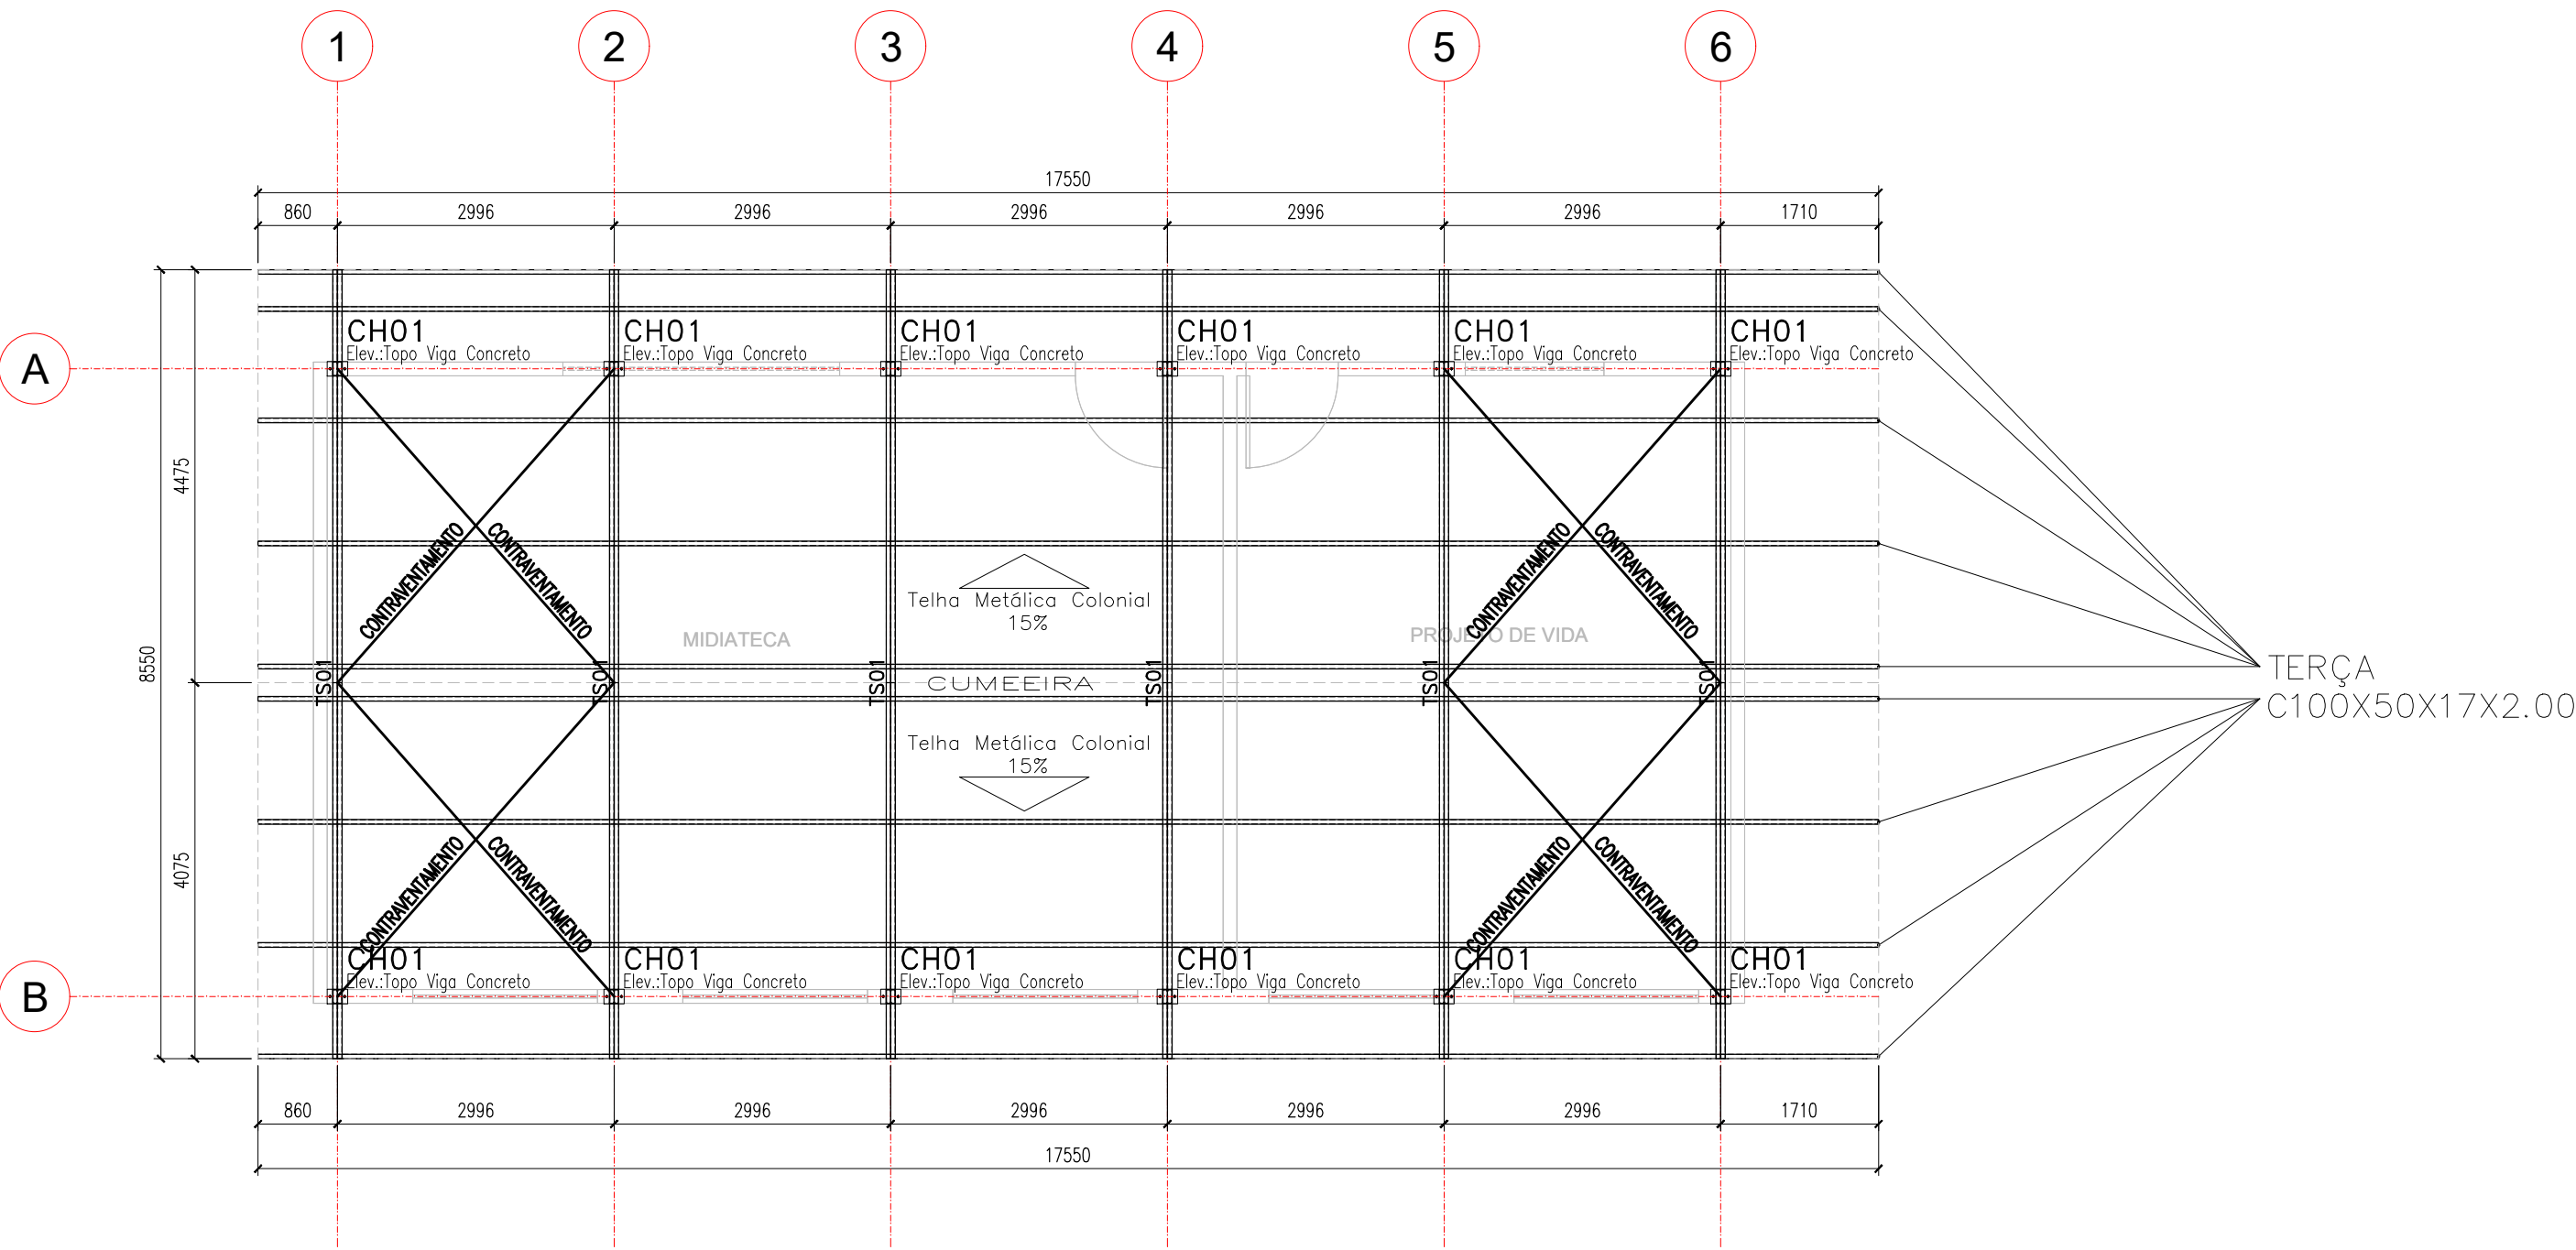 1 2 3 4 5 6
17550
860 2996 2996 2996 2996 2996 1710
CH01 CH01 CH01 CH01 CH01 CH01
Elev.:Topo Viga Concreto Elev.:Topo Viga Concreto Elev.:Topo Viga Concreto Elev.:Topo Viga Concreto Elev.:Topo Viga Concreto Elev.:Topo Viga Concreto
A
4475
CONTRAVENTAMENTO CONTRAVENTAMENTO CONTRAVENTAMENTO CONTRAVENTAMENTO
Telha Metálica Colonial
15%
MIDIATECA PROJETO DE VIDA
8550
TS01 TS01 TS01 TS01 TS01 TS01
CUMEEIRA
TERÇA
C100X50X17X2.00
Telha Metálica Colonial
15%
4075
CONTRAVENTAMENTO CONTRAVENTAMENTO CONTRAVENTAMENTO CONTRAVENTAMENTO
CH01 CH01 CH01 CH01 CH01 CH01
Elev.:Topo Viga Concreto Elev.:Topo Viga Concreto Elev.:Topo Viga Concreto Elev.:Topo Viga Concreto Elev.:Topo Viga Concreto Elev.:Topo Viga Concreto
B
860 2996 2996 2996 2996 2996 1710
17550